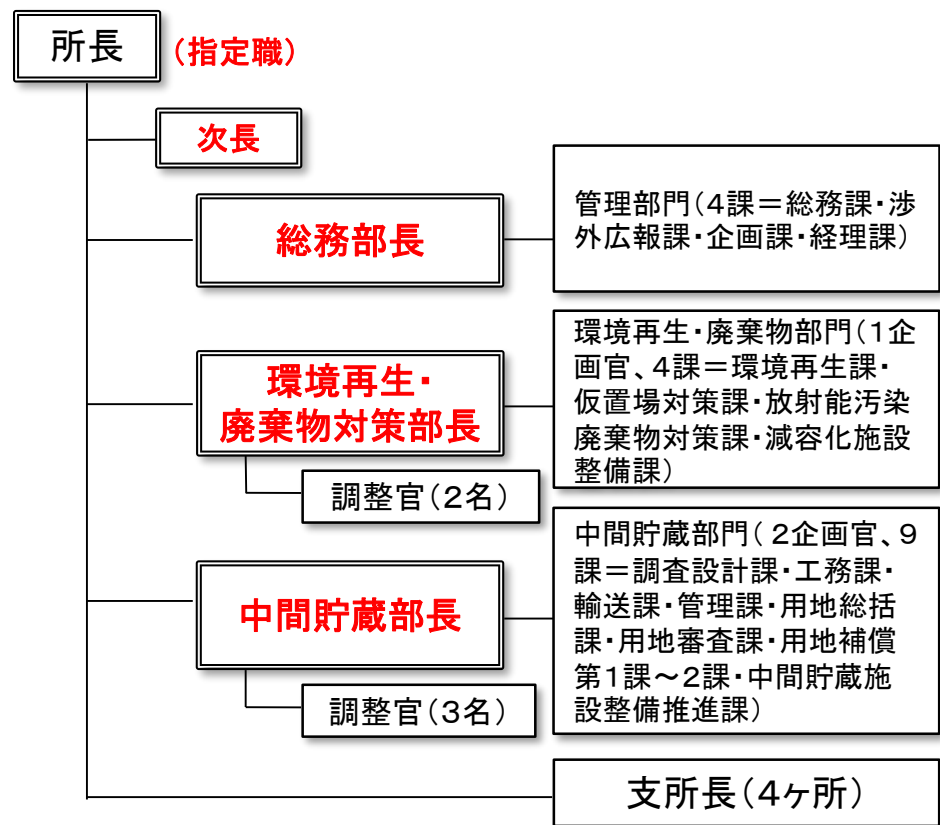 所長
(指定職)
次長
総務部長
管理部門(4課＝総務課・渉
外広報課・企画課・経理課)
環境再生・
廃棄物対策部長
環境再生・廃棄物部門(1企
画官、4課＝環境再生課・
仮置場対策課・放射能汚染
廃棄物対策課・減容化施設
整備課)
調整官(2名)
中間貯蔵部長
中間貯蔵部門( 2企画官、9
課＝調査設計課・工務課・
輸送課・管理課・用地総括
課・用地審査課・用地補償
第1課～2課・中間貯蔵施
設整備推進課)
調整官(3名)
支所長(4ヶ所)